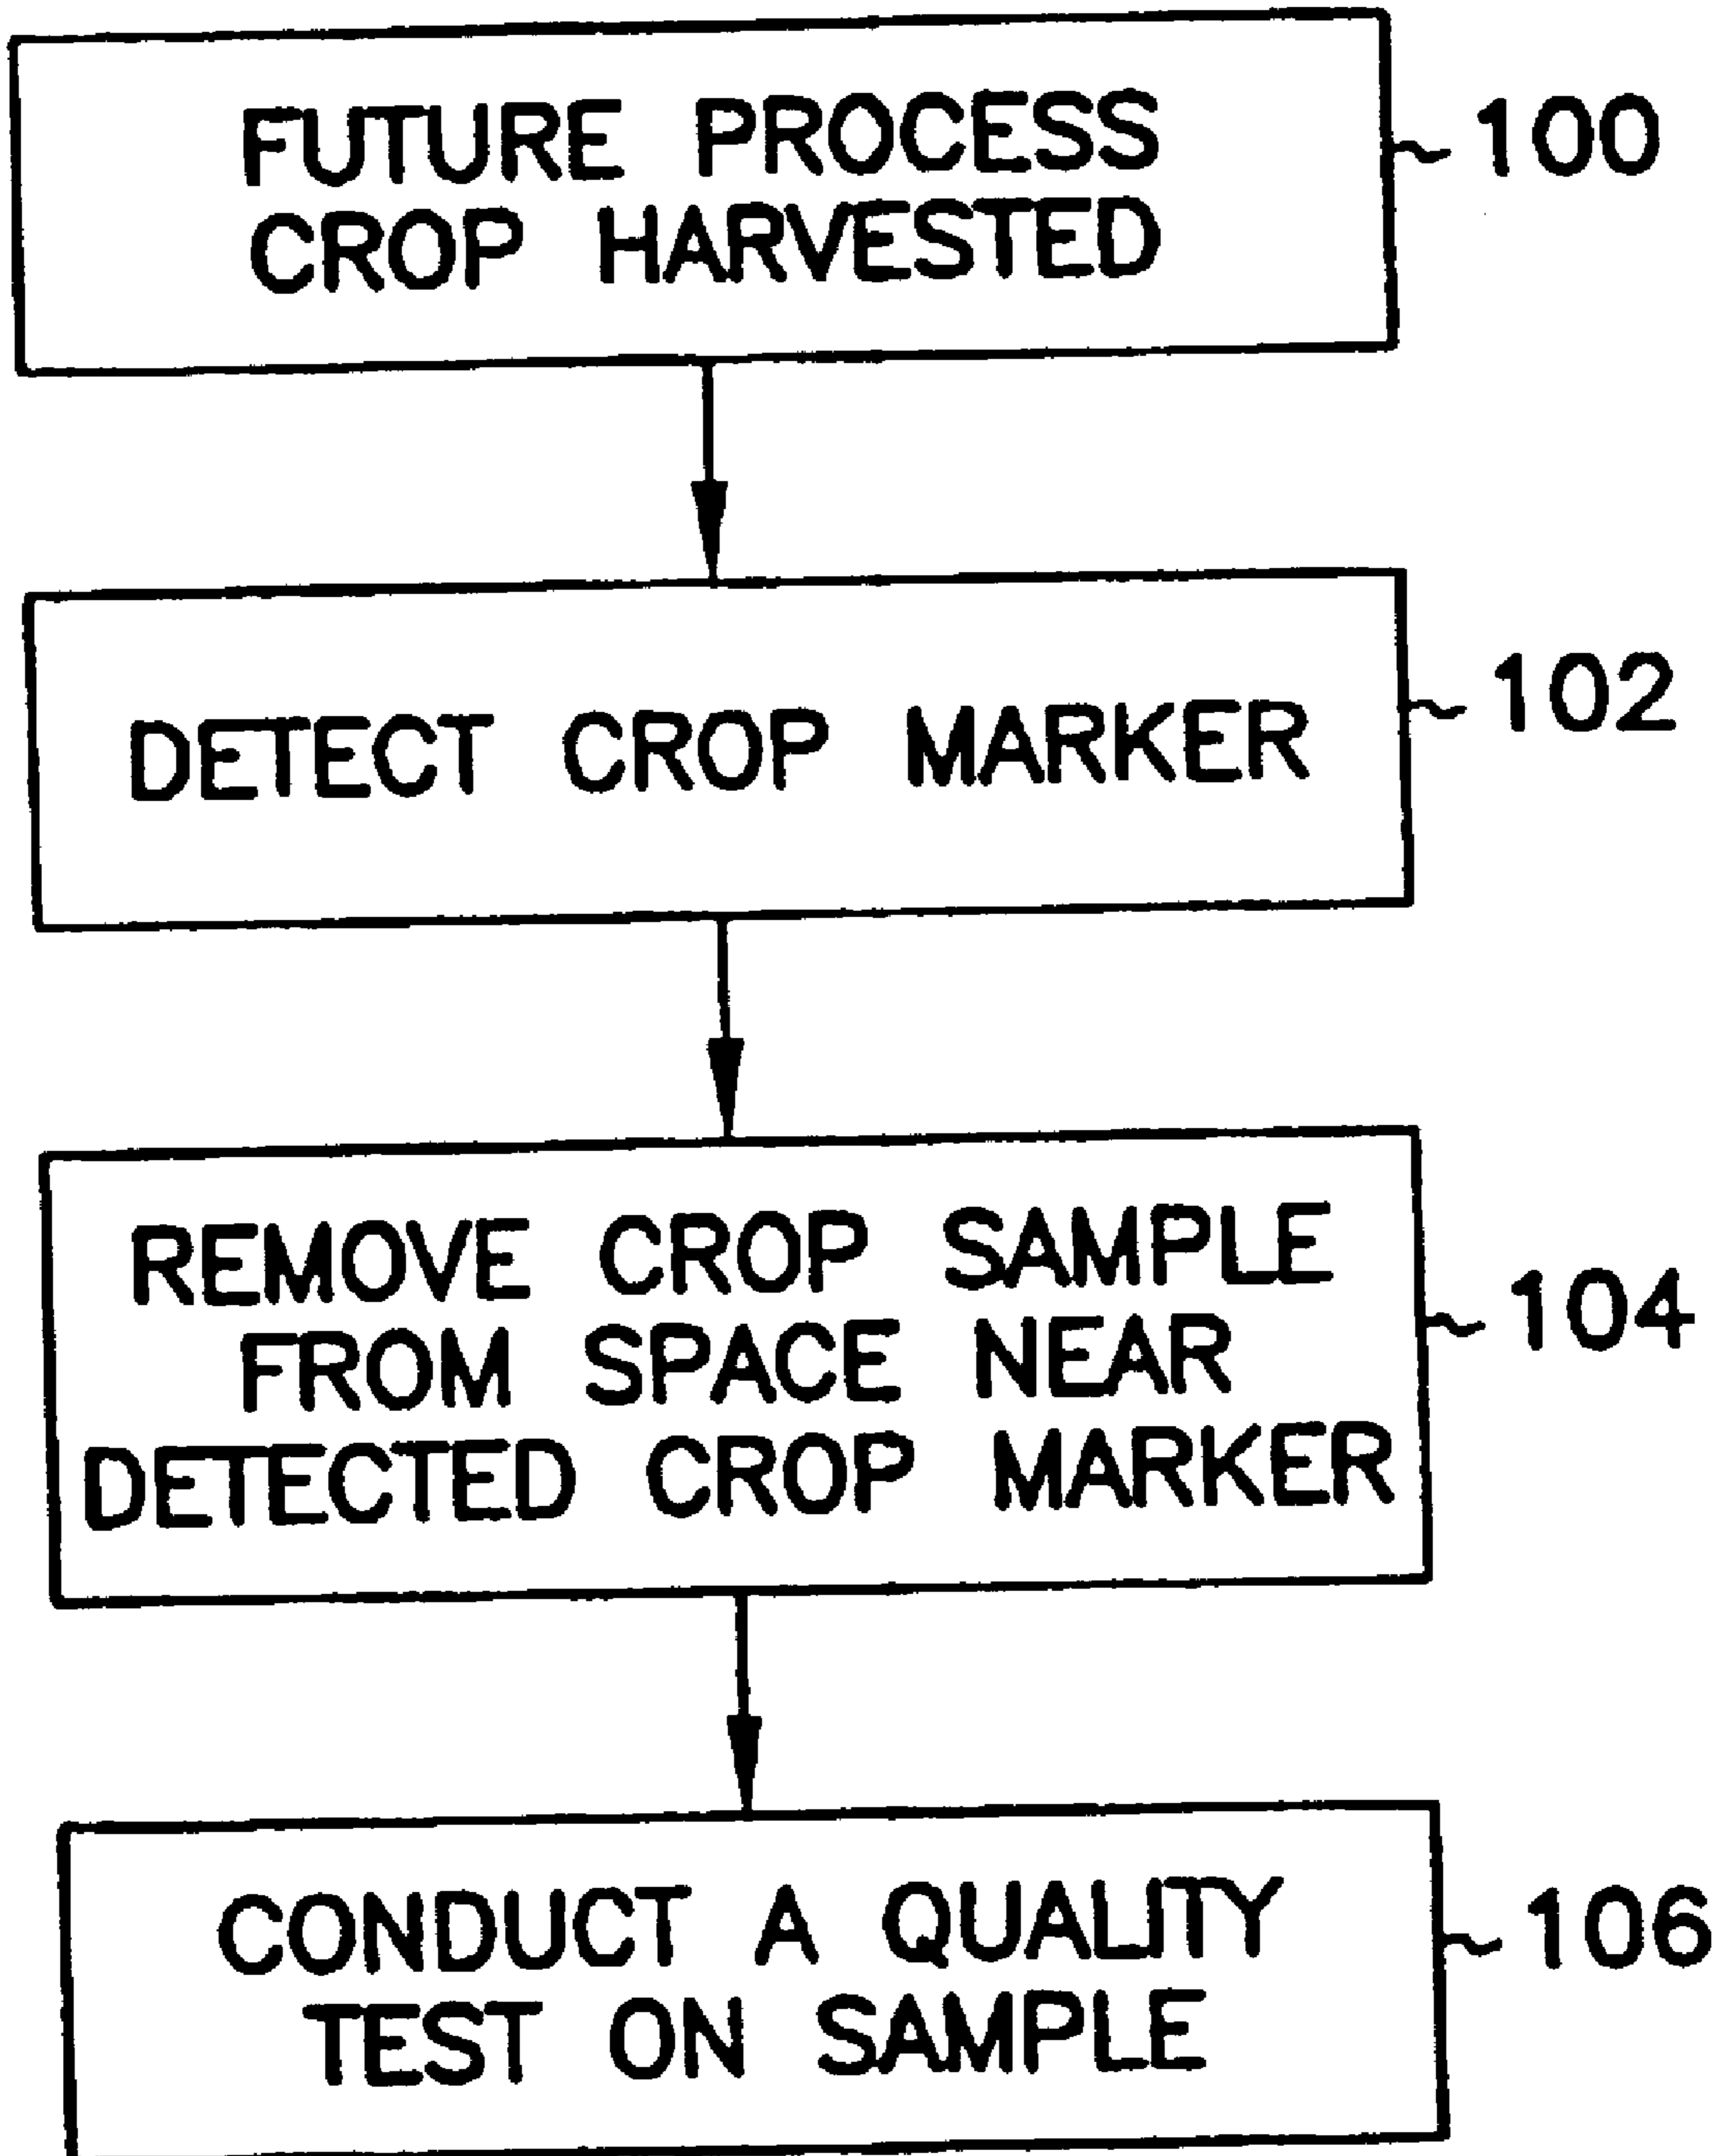 FUTURE PROCESS
CROP HARVESTED
100
DETECT CROP MARKER
102
REMOVE CROP SAMPLE
FROM SPACE NEAR
DETECTED CROP MARKER
104
CONDUCT A QUALITY
TEST ON SAMPLE
106